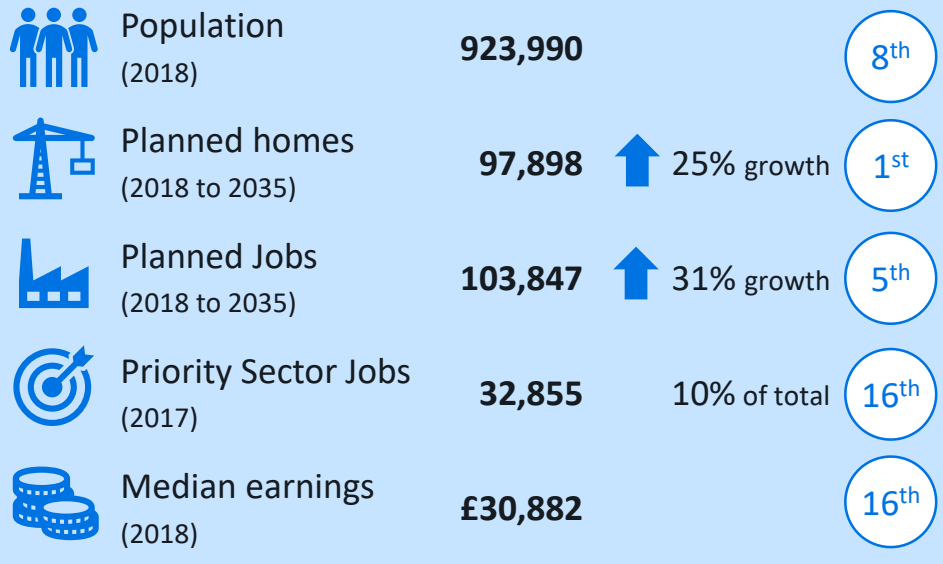 Population
(2018)
923,990
8th
Planned homes
(2018 to 2035)
97,898
25% growth
1st
Planned Jobs
(2018 to 2035)
103,847
31% growth
5th
Priority Sector Jobs
(2017)
32,855
10% of total
16th
Median earnings
(2018)
£30,882
16th